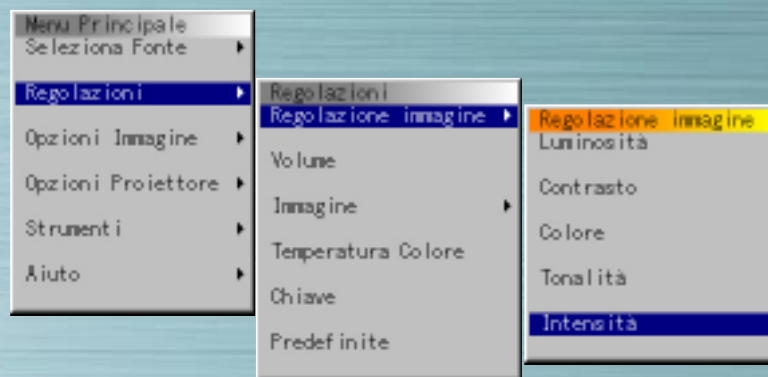 Menu Principale
Seleziona Fonte
Regolazioni
Opzioni Immagine
Opzioni Proiettore
Strumenti
Aiuto
Regolazioni
Regolazione immagine
Volume
Immagine
Temperatura Colore
Chiave
Predefinite
Regolazione immagine
Luminosità
Contrasto
Colore
Tonalità
Intensità